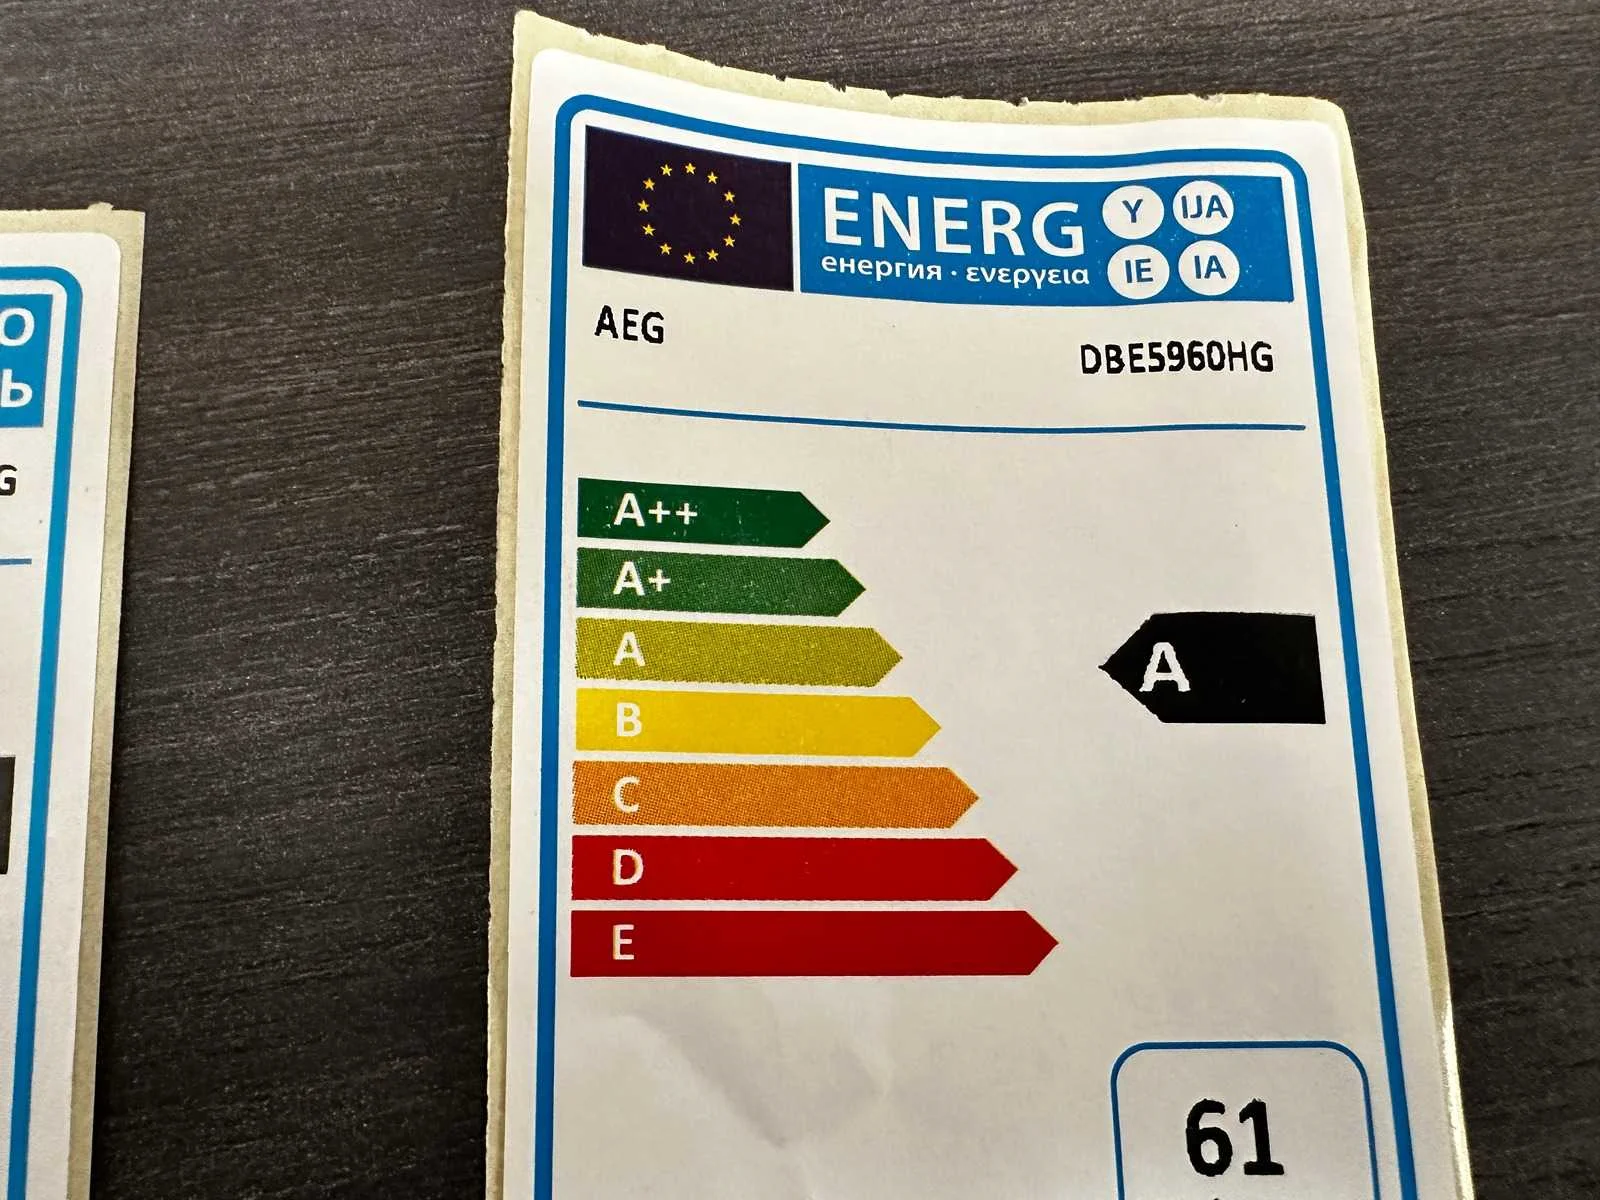 ENERG
Y IJA
IE IA
енергия · ενεργεια
AEG
DBE5960HG
A++
A+
A
A
B
C
D
E
61
O
Ь
G